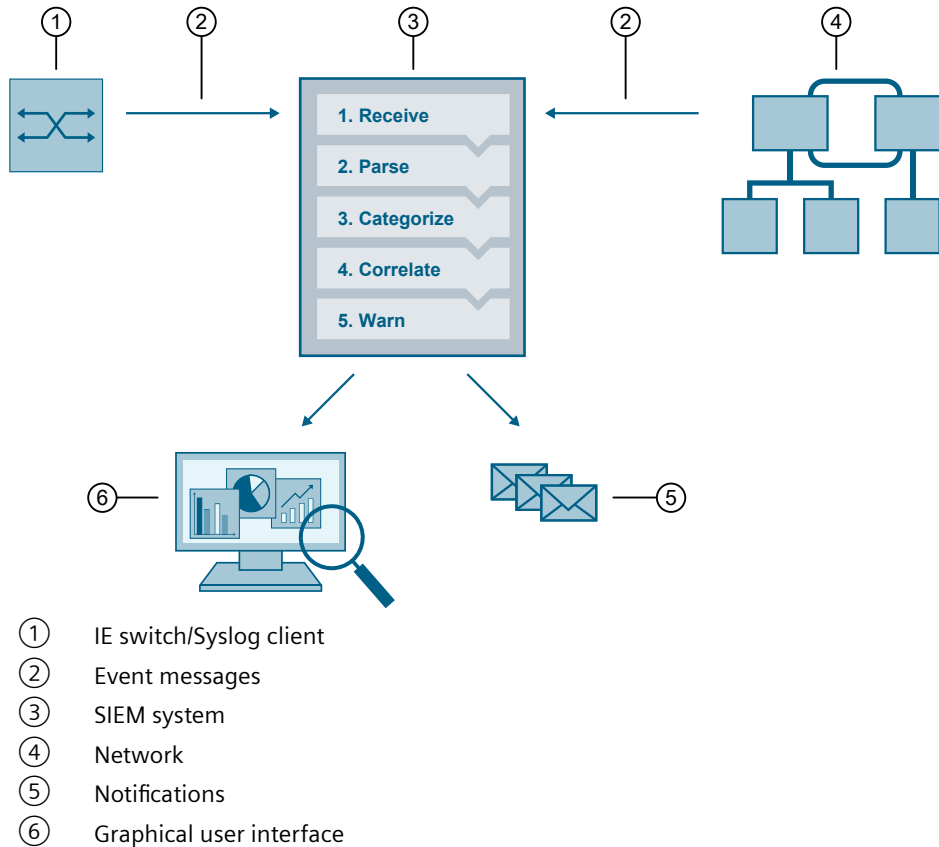 1 2 3 2 4
1. Receive
2. Parse
3. Categorize
4. Correlate
5. Warn
6 5
1 IE switch/Syslog client
2 Event messages
3 SIEM system
4 Network
5 Notifications
6 Graphical user interface